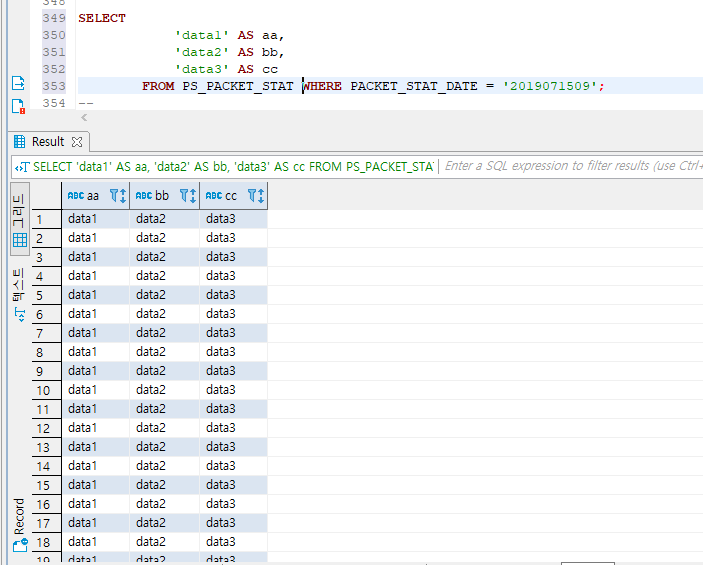 348
349 SELECT
350 'data1' AS aa,
351 'data2' AS bb,
352 'data3' AS cc
353 FROM PS_PACKET_STAT WHERE PACKET_STAT_DATE = '2019071509';
354 --
Result
SELECT 'data1' AS aa, 'data2' AS bb, 'data3' AS cc FROM PS_PACKET_STA Enter a SQL expression to filter results (use Ctrl+
그리드
텍스트
Record
ABC aa ABC bb ABC cc
1 data1 data2 data3
2 data1 data2 data3
3 data1 data2 data3
4 data1 data2 data3
5 data1 data2 data3
6 data1 data2 data3
7 data1 data2 data3
8 data1 data2 data3
9 data1 data2 data3
10 data1 data2 data3
11 data1 data2 data3
12 data1 data2 data3
13 data1 data2 data3
14 data1 data2 data3
15 data1 data2 data3
16 data1 data2 data3
17 data1 data2 data3
18 data1 data2 data3
19 data1 data2 data3